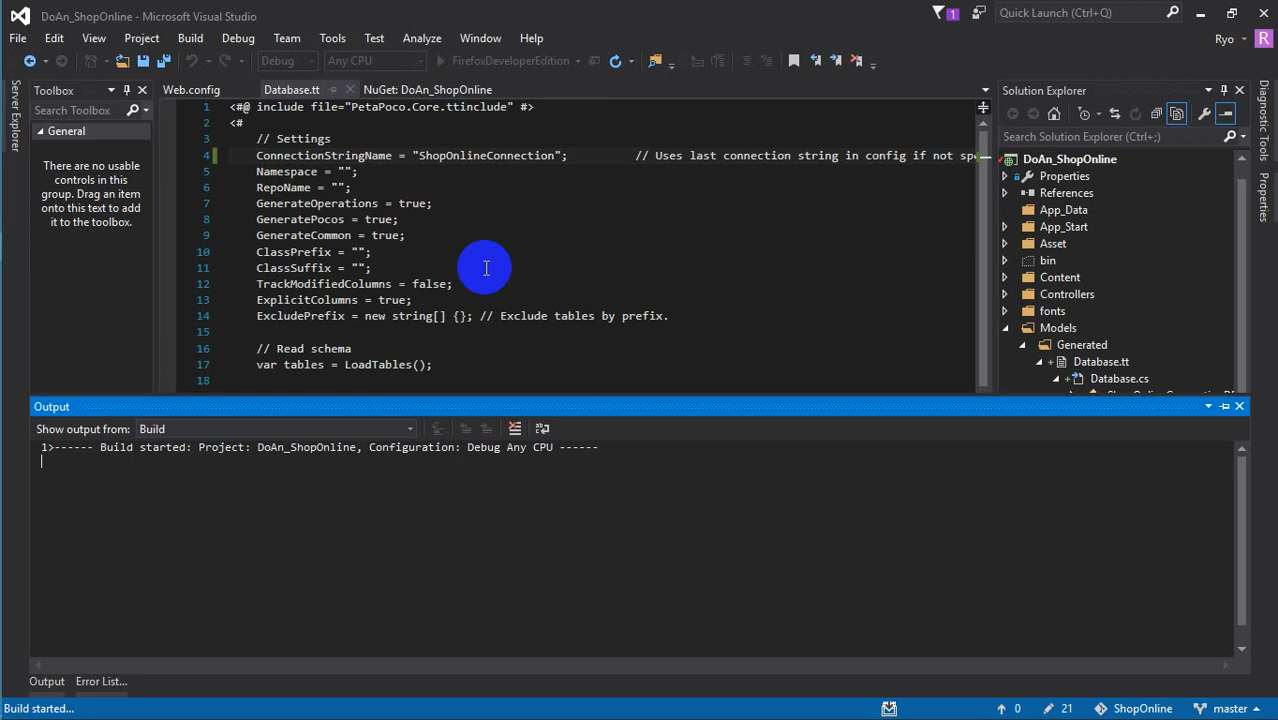 DoAn_ShopOnline - Microsoft Visual Studio
1
Quick Launch (Ctrl+Q)
File Edit View Project Build Debug Team Tools Test Analyze Window Help
Ryo R
Debug Any CPU FirefoxDeveloperEdition
Server Explorer
Toolbox
Search Toolbox
General
There are no usable
controls in this
group. Drag an item
onto this text to add
it to the toolbox.
Web.config Database.tt NuGet: DoAn_ShopOnline
1 <#@ include file="PetaPoco.Core.ttinclude" #>
2 <#
3 // Settings
4 ConnectionStringName = "ShopOnlineConnection"; // Uses last connection string in config if not spe
5 Namespace = "";
6 RepoName = "";
7 GenerateOperations = true;
8 GeneratePocos = true;
9 GenerateCommon = true;
10 ClassPrefix = "";
11 ClassSuffix = "";
12 TrackModifiedColumns = false;
13 ExplicitColumns = true;
14 ExcludePrefix = new string[] {}; // Exclude tables by prefix.
15
16 // Read schema
17 var tables = LoadTables();
18
Solution Explorer
Search Solution Explorer (Ctrl+;)
DoAn_ShopOnline
Properties
References
App_Data
App_Start
Asset
bin
Content
Controllers
fonts
Models
Generated
Database.tt
Database.cs
Diagnostic Tools
Properties
Output
Show output from: Build
1>------ Build started: Project: DoAn_ShopOnline, Configuration: Debug Any CPU ------
Output Error List...
Build started... 0 21 ShopOnline master